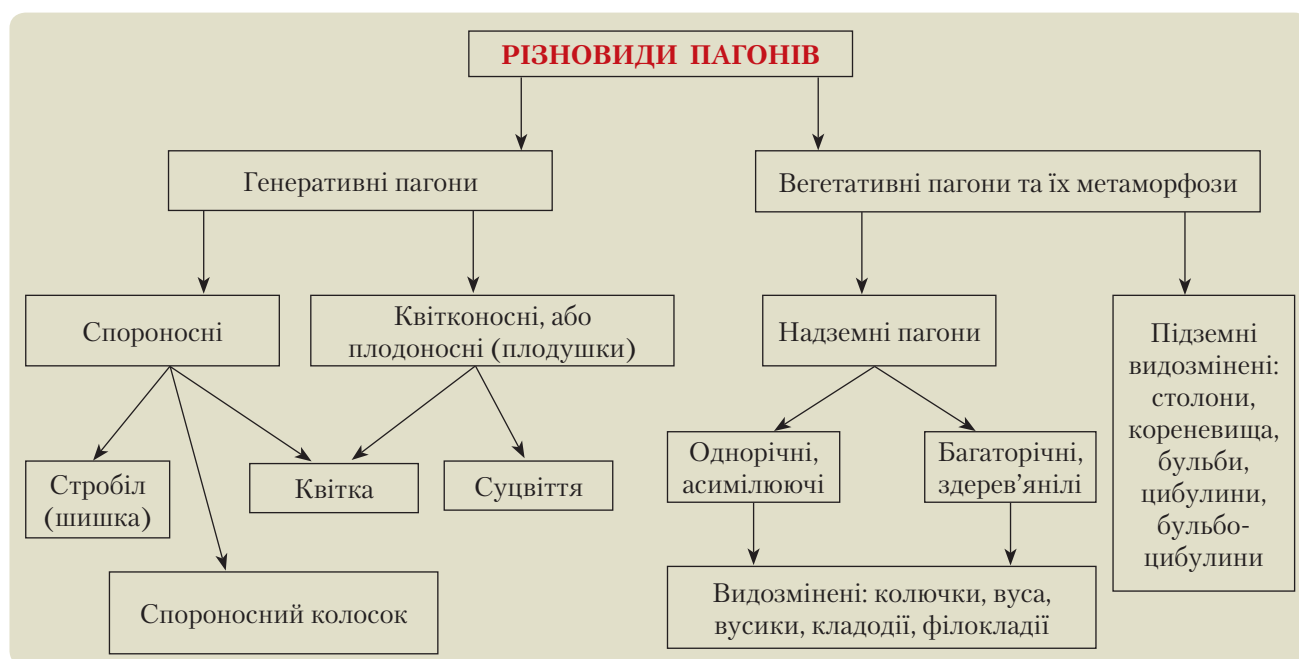 РІЗНОВИДИ ПАГОНІВ
Генеративні пагони
Вегетативні пагони та їх метаморфози
Спороносні
Квітконосні, або
плодоносні (плодушки)
Надземні пагони
Підземні
видозмінені:
столони,
кореневища,
бульби,
цибулини,
бульбо-
цибулини
Стробіл
(шишка)
Квітка
Суцвіття
Однорічні,
асимілюючі
Багаторічні,
здерев’янілі
Спороносний колосок
Видозмінені: колючки, вуса,
вусики, кладодії, філокладії